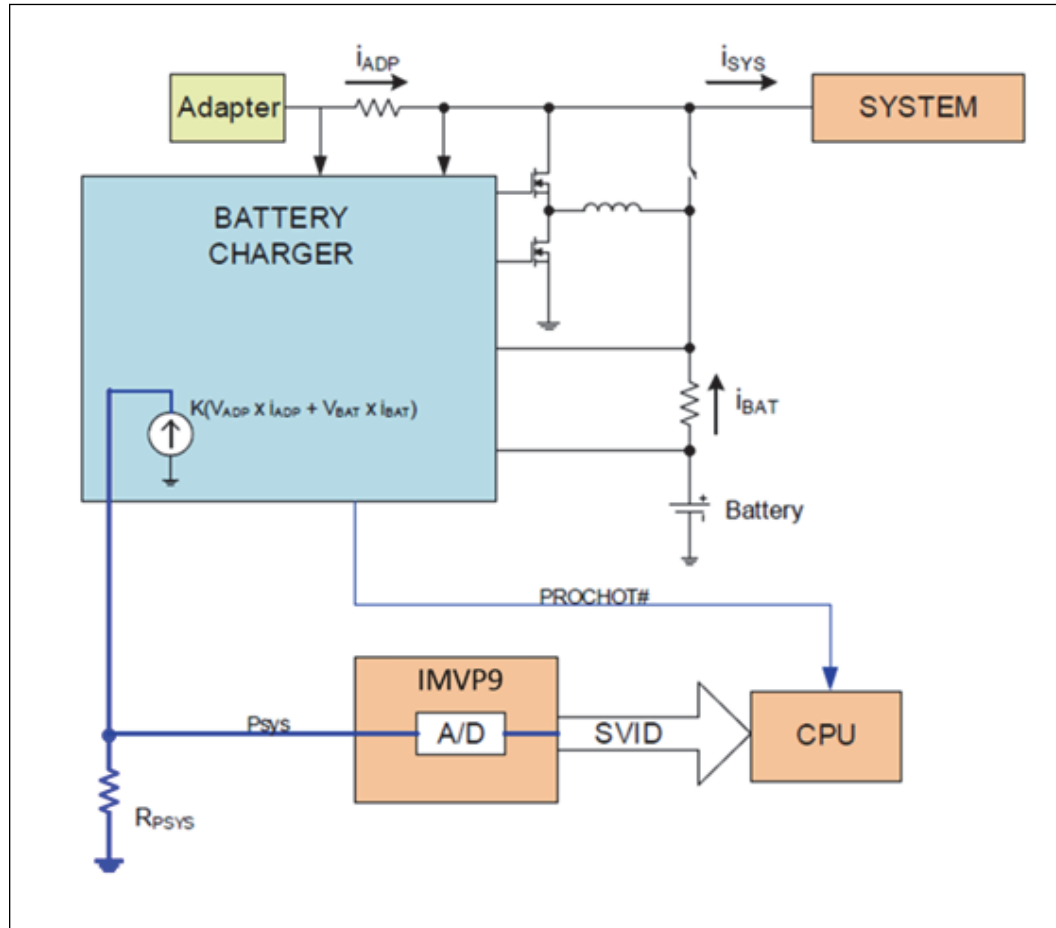 iADP
iSYS
Adapter
SYSTEM
BATTERY
CHARGER
K(VADP x iADP + VBAT x iBAT)
iBAT
+
Battery
PROCHOT#
IMVP9
Psys
A/D
SVID
CPU
RPSYS